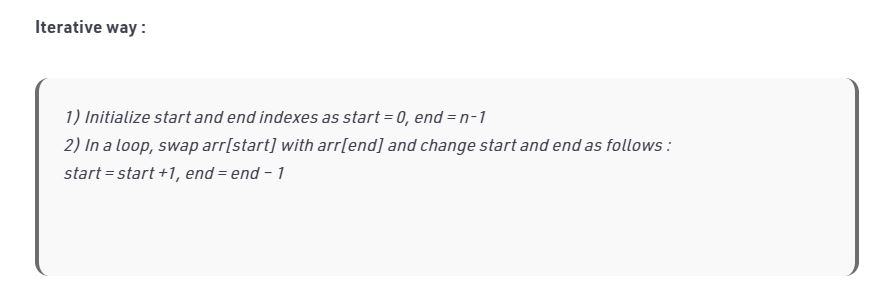 Iterative way :
1) Initialize start and end indexes as start = 0, end = n-1
2) In a loop, swap arr[start] with arr[end] and change start and end as follows :
start = start +1, end = end – 1